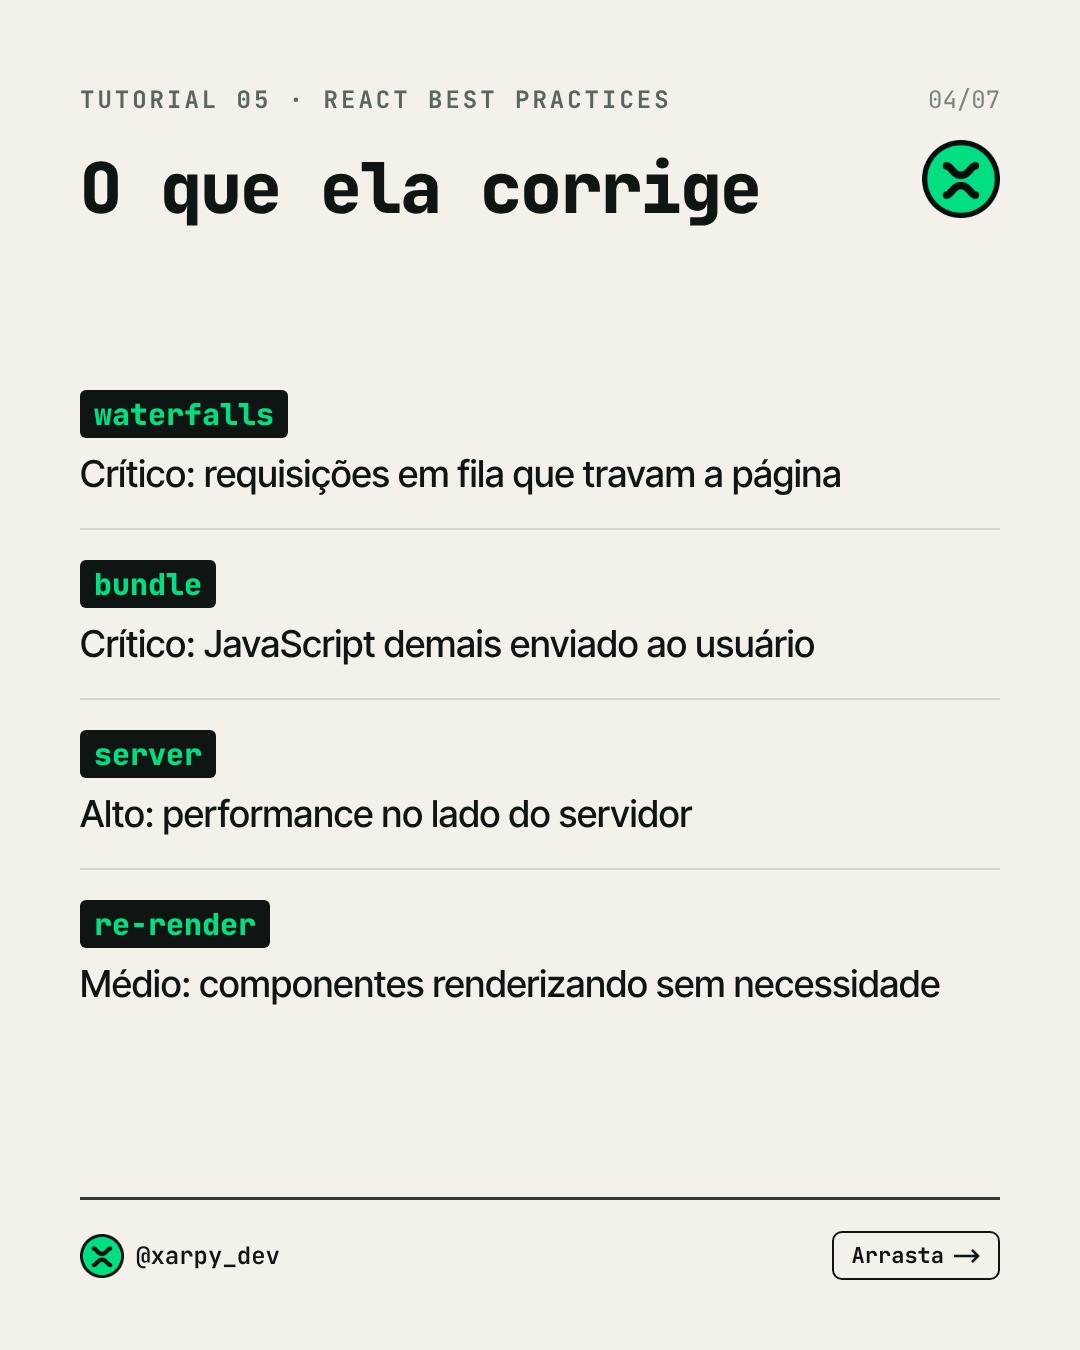 TUTORIAL 05 · REACT BEST PRACTICES
04/07
O que ela corrige
waterfalls
Crítico: requisições em fila que travam a página
bundle
Crítico: JavaScript demais enviado ao usuário
server
Alto: performance no lado do servidor
re-render
Médio: componentes renderizando sem necessidade
@xarpy_dev
Arrasta →